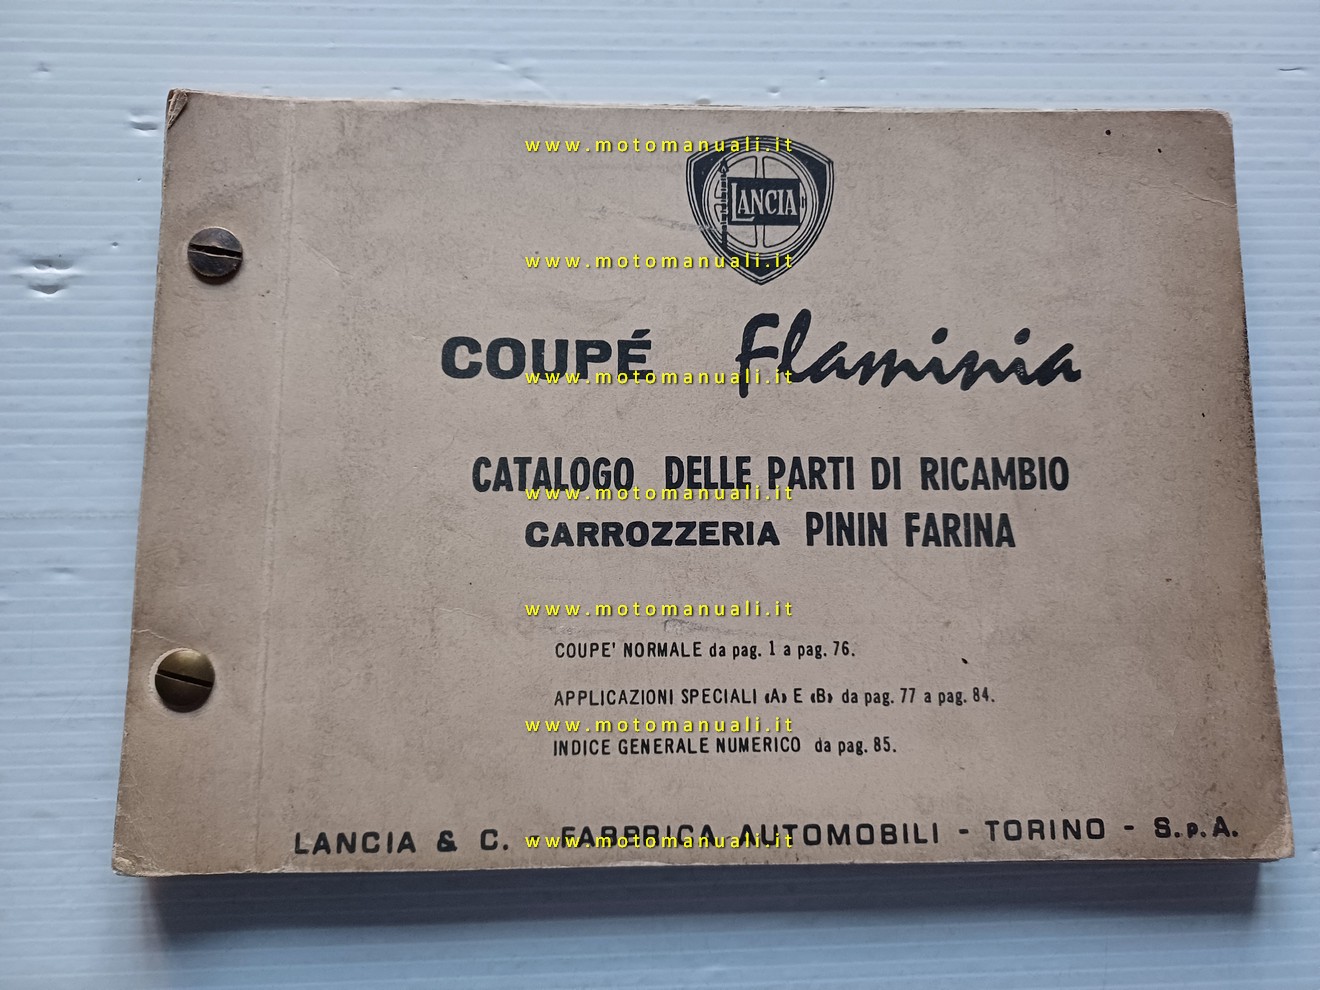 www.motomanuali.it
LANCIA
www.motomanuali.it
COUPÉ Flaminia
www.motomanuali.it
CATALOGO DELLE PARTI DI RICAMBIO
www.motomanuali.it
CARROZZERIA PININ FARINA
www.motomanuali.it
COUPE' NORMALE da pag. 1 a pag. 76.
APPLICAZIONI SPECIALI «A» E «B» da pag. 77 a pag. 84.
www.motomanuali.it
INDICE GENERALE NUMERICO da pag. 85.
LANCIA & C. - FABBRICA AUTOMOBILI - TORINO - S.p.A.
www.motomanuali.it